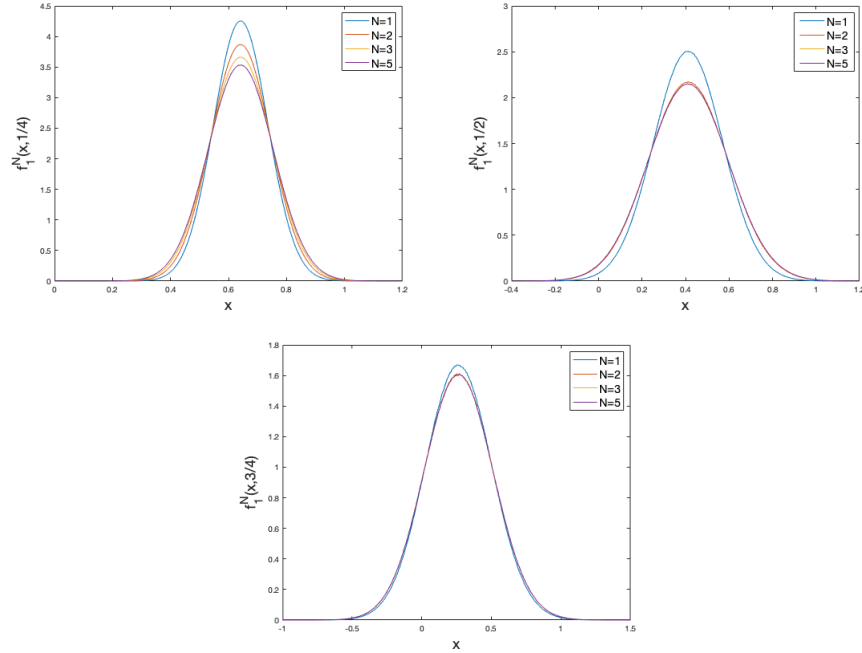 4.5
4
3.5
3
2.5
2
1.5
1
0.5
0
0 0.2 0.4 0.6 0.8 1 1.2
x
f₁ᴺ(x,1/4)
N=1
N=2
N=3
N=5
3
2.5
2
1.5
1
0.5
0
-0.4 -0.2 0 0.2 0.4 0.6 0.8 1 1.2
x
f₁ᴺ(x,1/2)
N=1
N=2
N=3
N=5
1.8
1.6
1.4
1.2
1
0.8
0.6
0.4
0.2
0
-1 -0.5 0 0.5 1 1.5
x
f₁ᴺ(x,3/4)
N=1
N=2
N=3
N=5